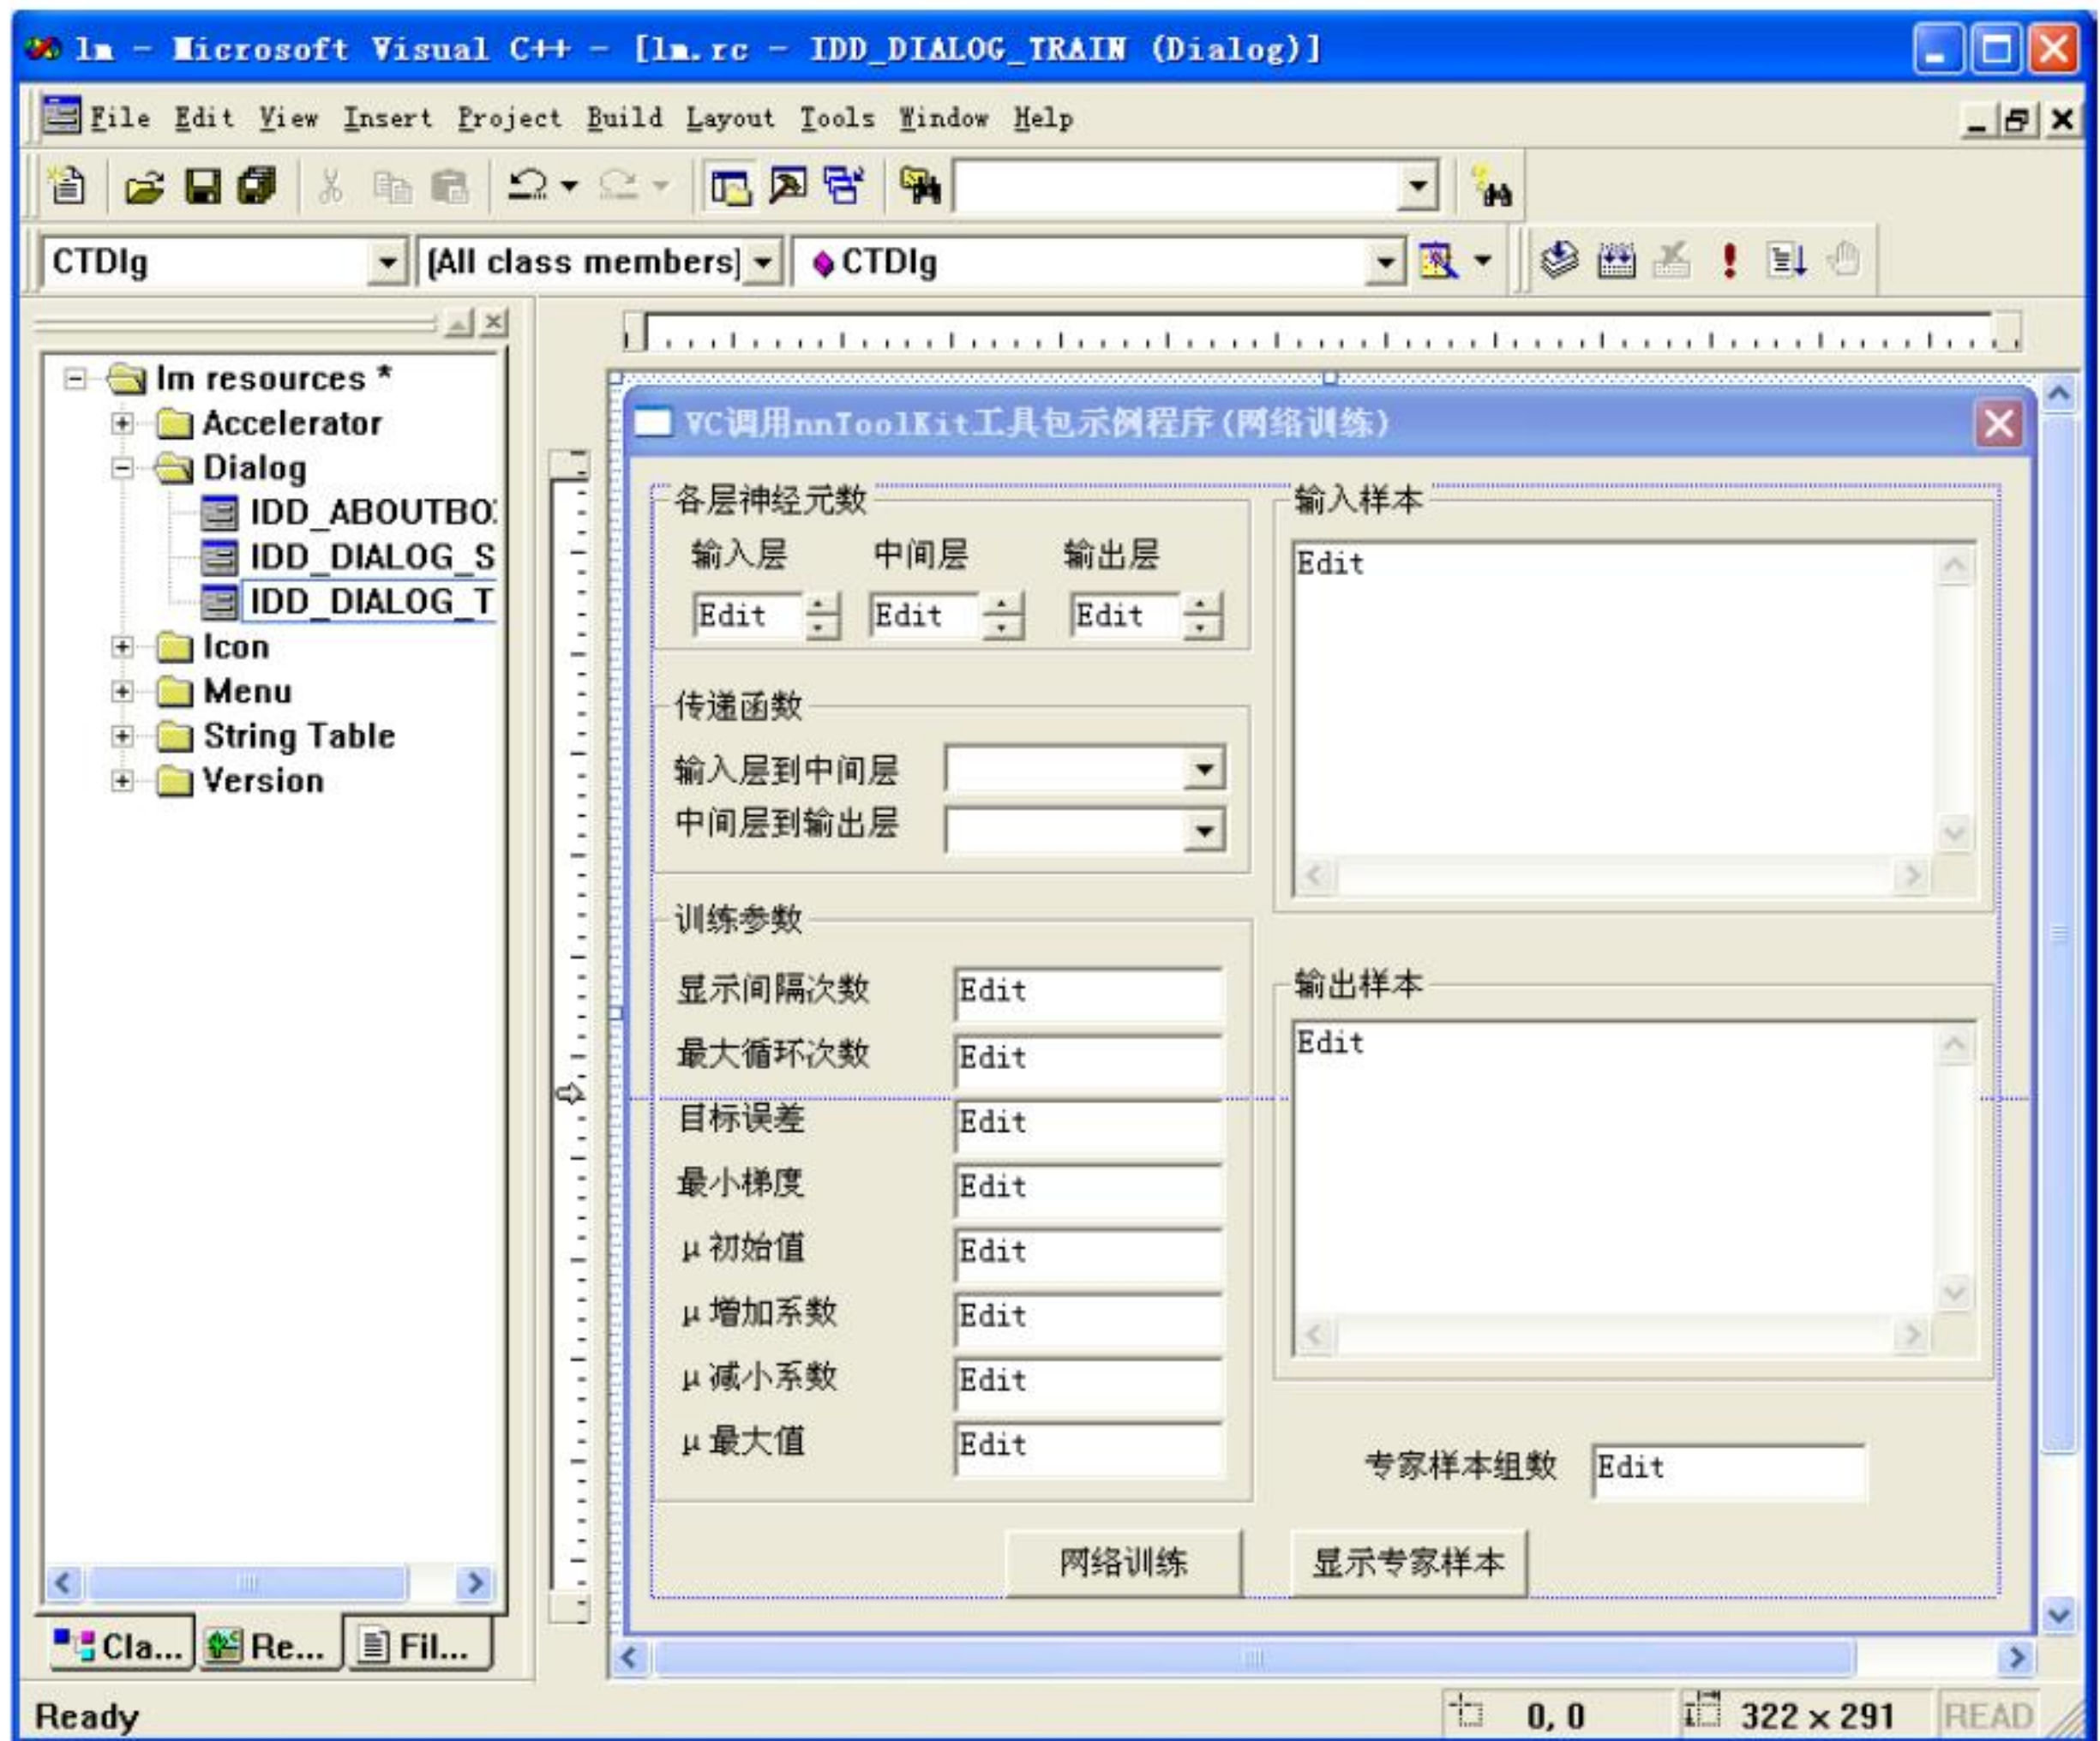 lm - Microsoft Visual C++ - [lm.rc - IDD_DIALOG_TRAIN (Dialog)]
File Edit View Insert Project Build Layout Tools Window Help
CTDlg (All class members) CTDlg
lm resources *
Accelerator
Dialog
IDD_ABOUTBO
IDD_DIALOG_S
IDD_DIALOG_T
Icon
Menu
String Table
Version
Cla... Re... Fil...
VC调用nnToolKit工具包示例程序(网络训练)
各层神经元数
输入层 中间层 输出层
Edit Edit Edit
传递函数
输入层到中间层
中间层到输出层
训练参数
显示间隔次数 Edit
最大循环次数 Edit
目标误差 Edit
最小梯度 Edit
μ初始值 Edit
μ增加系数 Edit
μ减小系数 Edit
μ最大值 Edit
输入样本
Edit
输出样本
Edit
专家样本组数 Edit
网络训练 显示专家样本
Ready 0, 0 322 × 291 READ